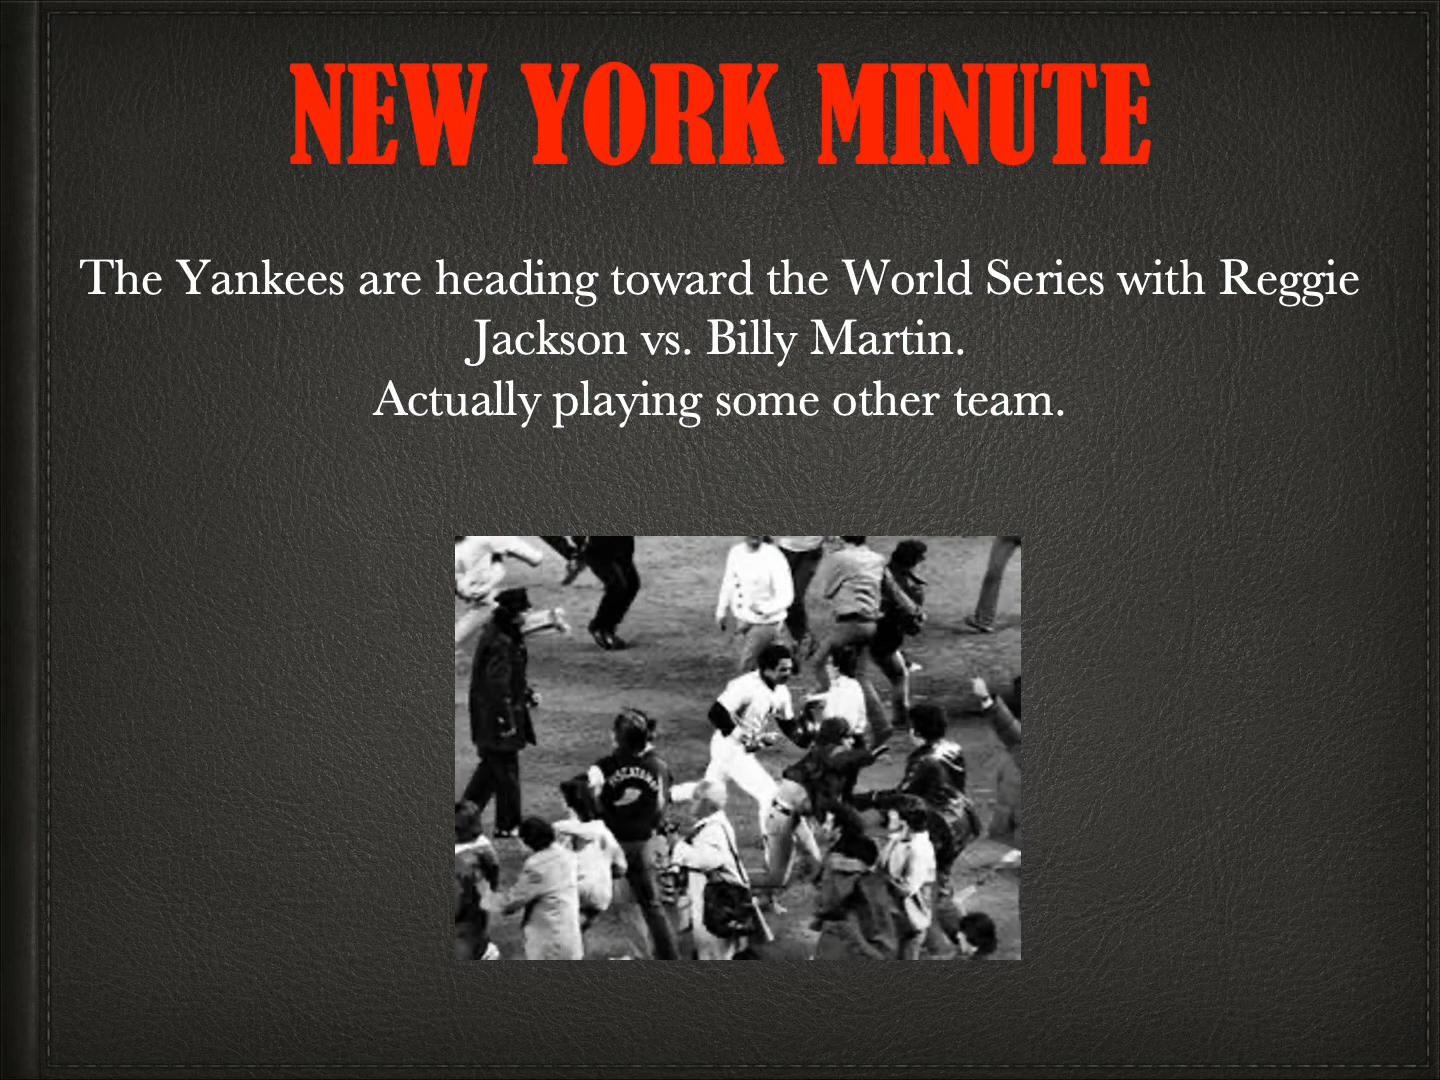 NEW YORK MINUTE
The Yankees are heading toward the World Series with Reggie
Jackson vs. Billy Martin.
Actually playing some other team.